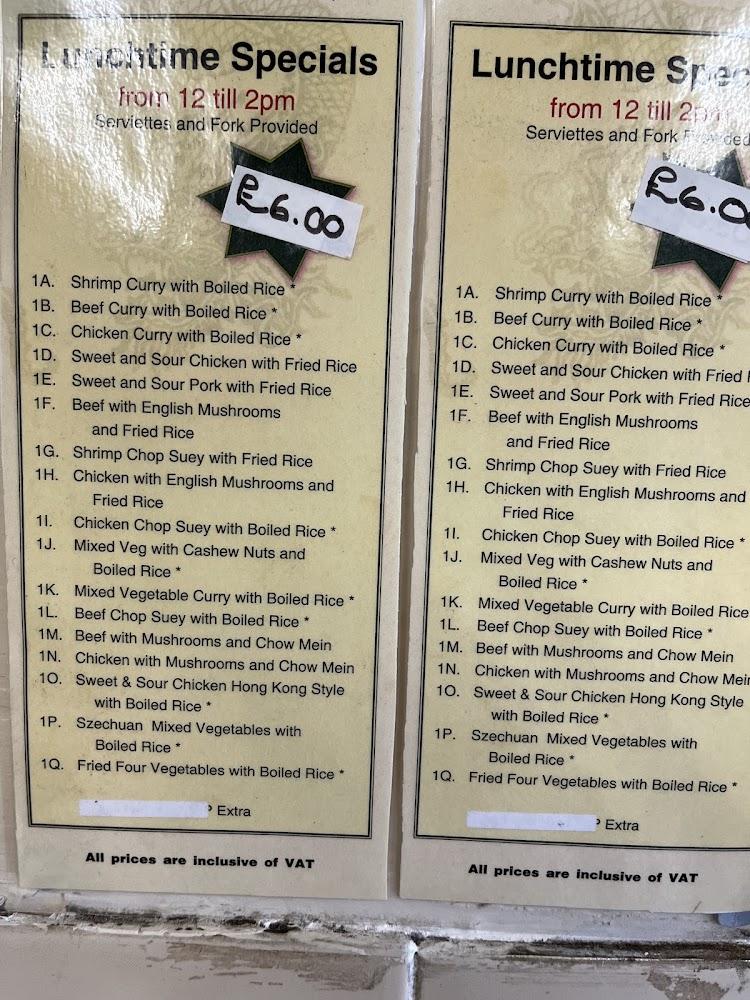 Lunchtime Specials
from 12 till 2pm
Serviettes and Fork Provided
£6.00
1A. Shrimp Curry with Boiled Rice *
1B. Beef Curry with Boiled Rice *
1C. Chicken Curry with Boiled Rice *
1D. Sweet and Sour Chicken with Fried Rice
1E. Sweet and Sour Pork with Fried Rice
1F. Beef with English Mushrooms
and Fried Rice
1G. Shrimp Chop Suey with Fried Rice
1H. Chicken with English Mushrooms and
Fried Rice
1I. Chicken Chop Suey with Boiled Rice *
1J. Mixed Veg with Cashew Nuts and
Boiled Rice *
1K. Mixed Vegetable Curry with Boiled Rice *
1L. Beef Chop Suey with Boiled Rice *
1M. Beef with Mushrooms and Chow Mein
1N. Chicken with Mushrooms and Chow Mein
1O. Sweet & Sour Chicken Hong Kong Style
with Boiled Rice *
1P. Szechuan Mixed Vegetables with
Boiled Rice *
1Q. Fried Four Vegetables with Boiled Rice *
Extra
All prices are inclusive of VAT
Lunchtime Spec
from 12 till 2pm
Serviettes and Fork Provided
£6.0
1A. Shrimp Curry with Boiled Rice *
1B. Beef Curry with Boiled Rice *
1C. Chicken Curry with Boiled Rice *
1D. Sweet and Sour Chicken with Fried
1E. Sweet and Sour Pork with Fried Rice
1F. Beef with English Mushrooms
and Fried Rice
1G. Shrimp Chop Suey with Fried Rice
1H. Chicken with English Mushrooms and
Fried Rice
1I. Chicken Chop Suey with Boiled Rice *
1J. Mixed Veg with Cashew Nuts and
Boiled Rice *
1K. Mixed Vegetable Curry with Boiled Rice
1L. Beef Chop Suey with Boiled Rice *
1M. Beef with Mushrooms and Chow Mein
1N. Chicken with Mushrooms and Chow Mein
1O. Sweet & Sour Chicken Hong Kong Style
with Boiled Rice *
1P. Szechuan Mixed Vegetables with
Boiled Rice *
1Q. Fried Four Vegetables with Boiled Rice *
Extra
All prices are inclusive of VAT